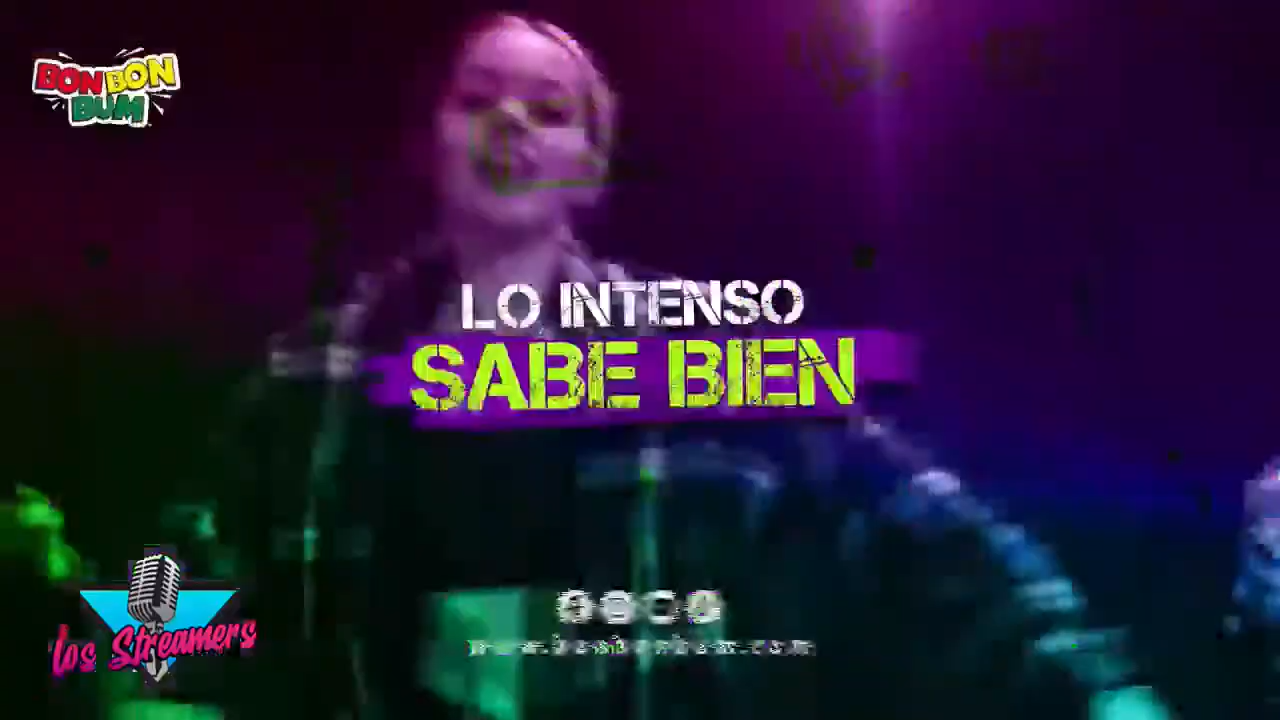 BON BON
BUM
LO INTENSO
SABE BIEN
Los Streamers